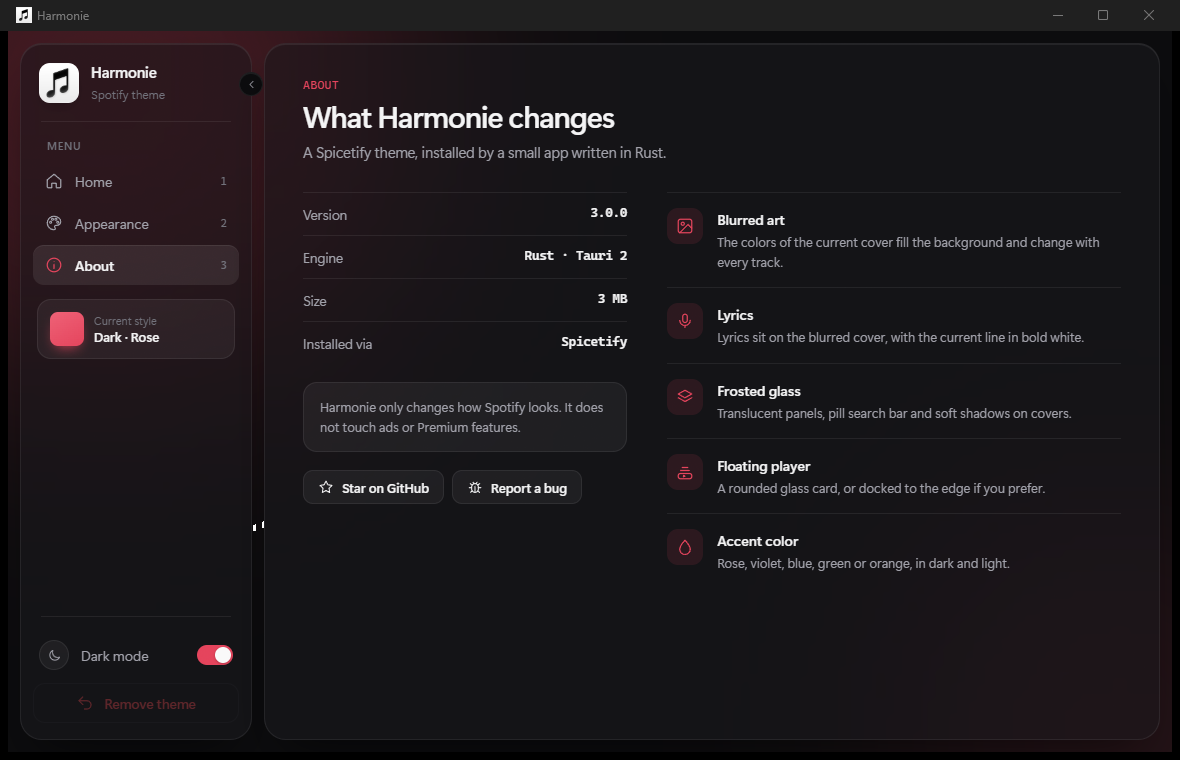 Harmonie
Harmonie
Spotify theme
MENU
Home 1
Appearance 2
About 3
Current style
Dark · Rose
Dark mode
Remove theme
ABOUT
What Harmonie changes
A Spicetify theme, installed by a small app written in Rust.
Version 3.0.0
Engine Rust · Tauri 2
Size 3 MB
Installed via Spicetify
Harmonie only changes how Spotify looks. It does
not touch ads or Premium features.
Star on GitHub
Report a bug
Blurred art
The colors of the current cover fill the background and change with
every track.
Lyrics
Lyrics sit on the blurred cover, with the current line in bold white.
Frosted glass
Translucent panels, pill search bar and soft shadows on covers.
Floating player
A rounded glass card, or docked to the edge if you prefer.
Accent color
Rose, violet, blue, green or orange, in dark and light.